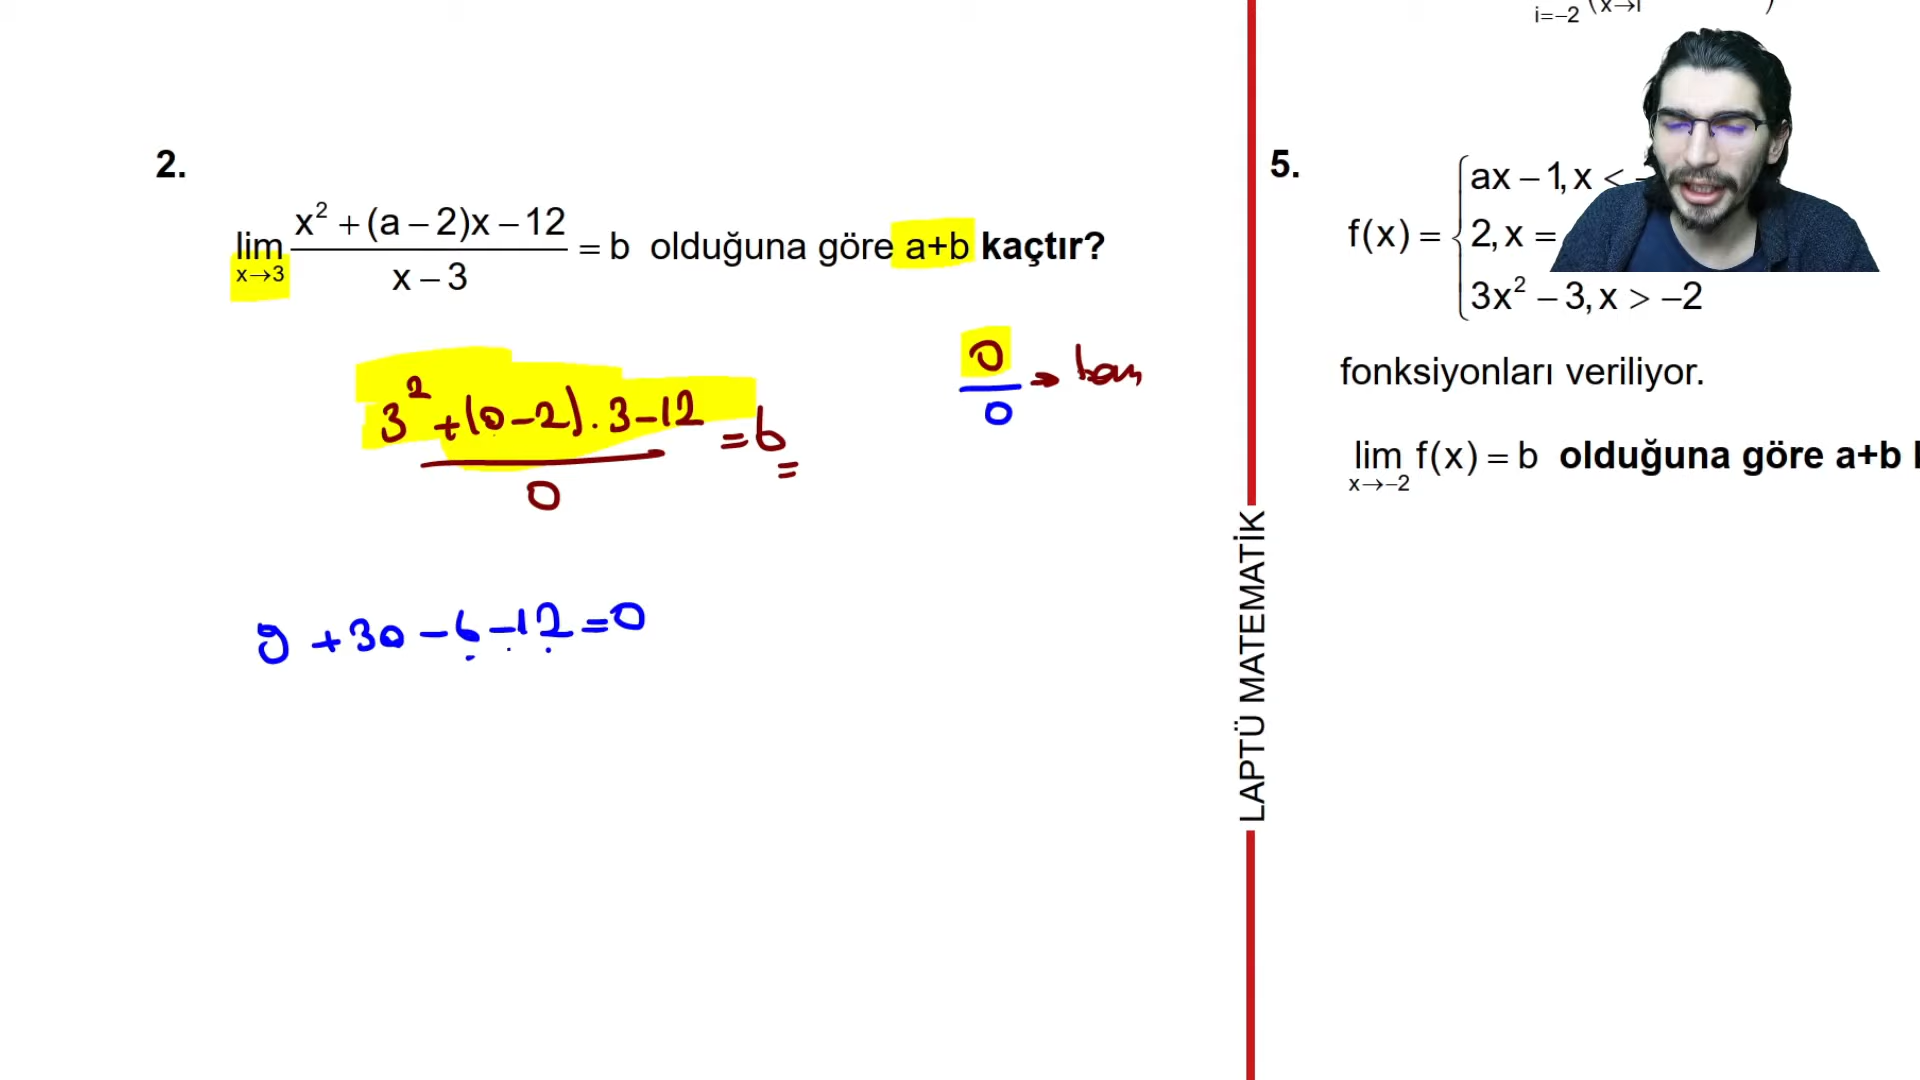 2.
lim x→3 x² + (a – 2)x – 12 / x – 3 = b olduğuna göre a+b kaçtır?
3² + (a – 2) . 3 – 12 / 0 = b
0 / 0 →
9 + 3a – 6 – 12 = 0
LAPTÜ MATEMATİK
i=–2 (x→i )
5.
f(x) = { ax – 1, x < –
2, x =
3x² – 3, x > –2
fonksiyonları veriliyor.
lim x→–2 f(x) = b olduğuna göre a+b